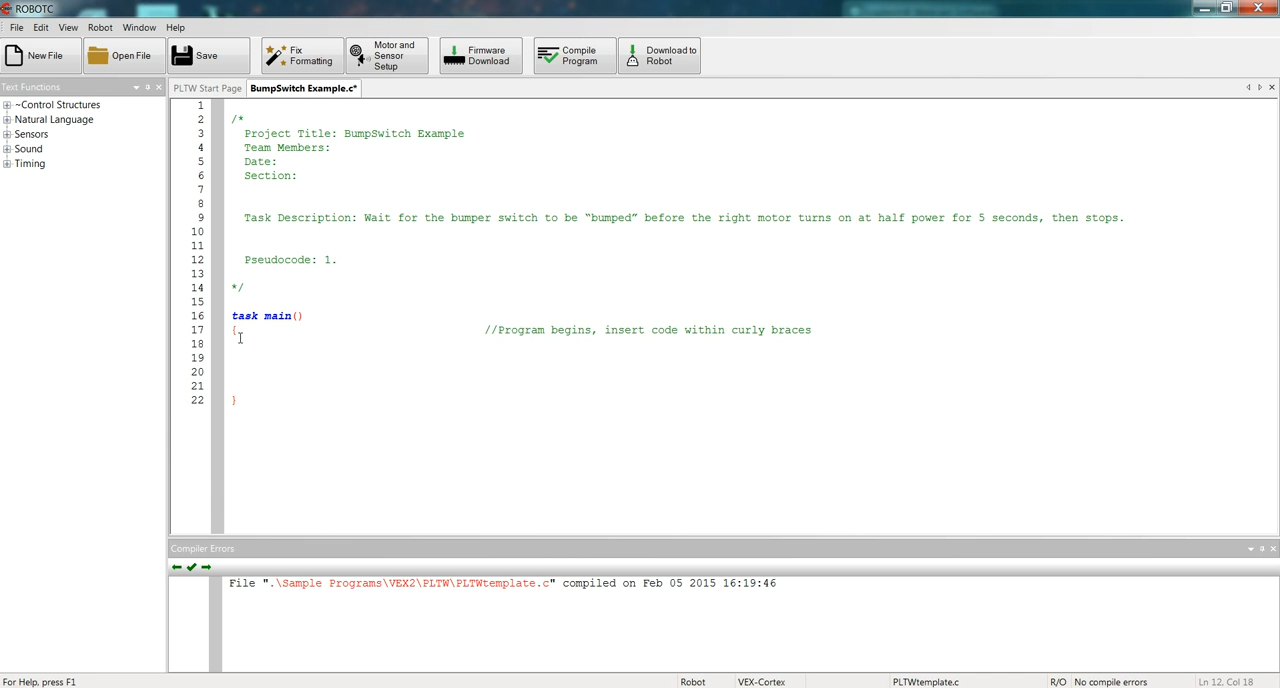 ROBOTC
File Edit View Robot Window Help
New File Open File Save Fix Formatting Motor and Sensor Setup Firmware Download Compile Program Download to Robot
Text Functions
PLTW Start Page BumpSwitch Example.c*
~Control Structures
Natural Language
Sensors
Sound
Timing
1
2 /*
3 Project Title: BumpSwitch Example
4 Team Members:
5 Date:
6 Section:
7
8
9 Task Description: Wait for the bumper switch to be “bumped” before the right motor turns on at half power for 5 seconds, then stops.
10
11
12 Pseudocode: 1.
13
14 */
15
16 task main()
17 { //Program begins, insert code within curly braces
18
19
20
21
22 }
Compiler Errors
File ".\Sample Programs\VEX2\PLTW\PLTWtemplate.c" compiled on Feb 05 2015 16:19:46
For Help, press F1 Robot VEX-Cortex PLTWtemplate.c R/O No compile errors Ln 12, Col 18